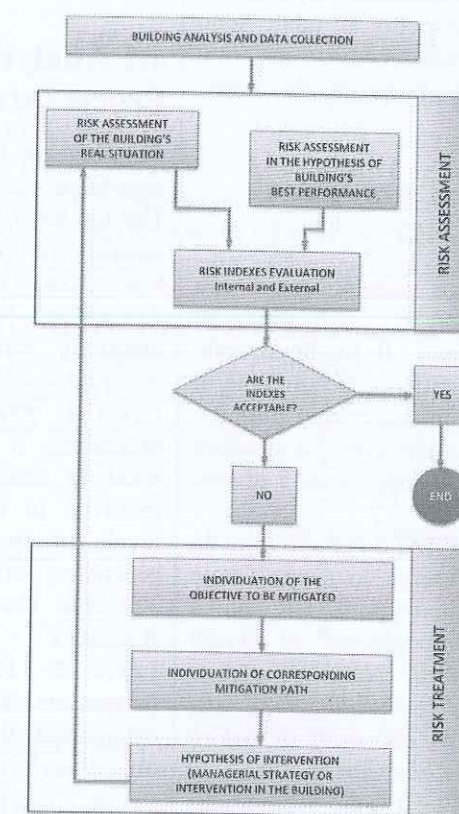 BUILDING ANALYSIS AND DATA COLLECTION
RISK ASSESSMENT
OF THE BUILDING'S
REAL SITUATION
RISK ASSESSMENT
IN THE HYPOTHESIS OF
BUILDING'S
BEST PERFORMANCE
RISK INDEXES EVALUATION
Internal and External
RISK ASSESSMENT
ARE THE
INDEXES
ACCEPTABLE?
YES
END
NO
INDIVIDUATION OF THE
OBJECTIVE TO BE MITIGATED
INDIVIDUATION OF CORRESPONDING
MITIGATION PATH
HYPOTHESIS OF INTERVENTION
(MANAGERIAL STRATEGY OR
INTERVENTION IN THE BUILDING)
RISK TREATMENT